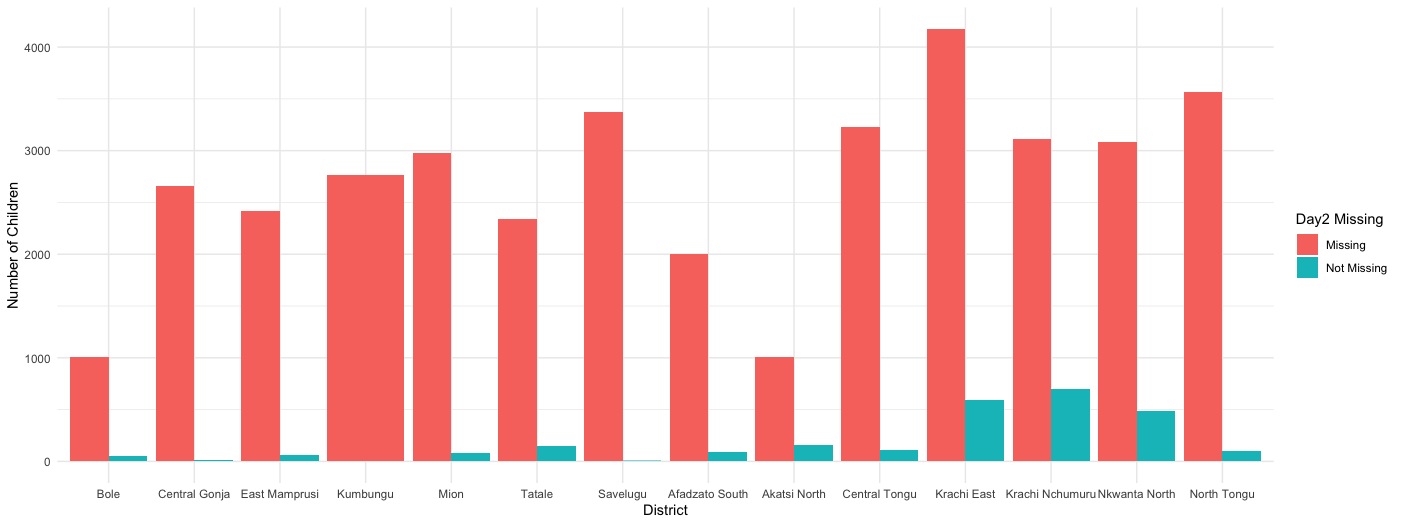 Number of Children
4000
3000
2000
1000
0
Bole Central Gonja East Mamprusi Kumbungu Mion Tatale Savelugu Afadzato South Akatsi North Central Tongu Krachi East Krachi Nchumuru Nkwanta North North Tongu
District
Day2 Missing
Missing
Not Missing